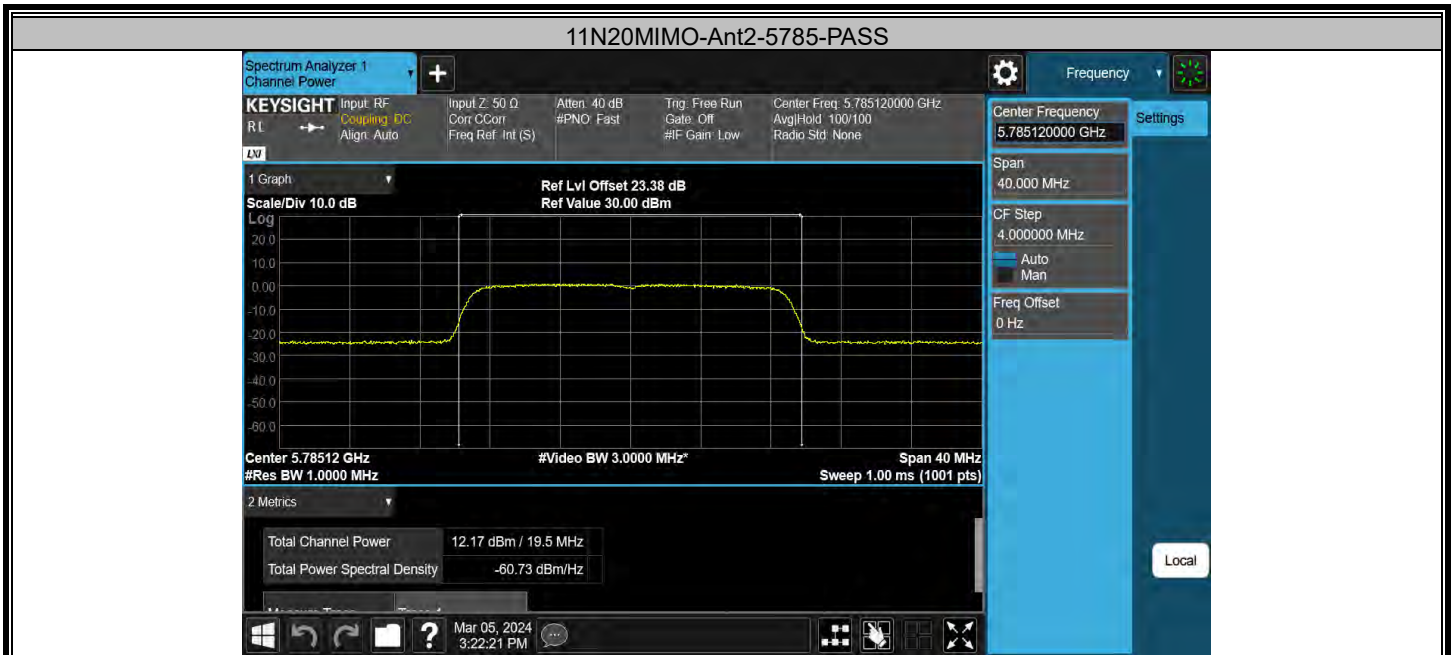 11N20MIMO-Ant2-5785-PASS
Spectrum Analyzer 1
Channel Power
Frequency
KEYSIGHT
RL
LXI
Input: RF
Coupling: DC
Align: Auto
Input Z: 50 Ω
Corr CCorr
Freq Ref: Int (S)
Atten: 40 dB
#PNO: Fast
Trig: Free Run
Gate: Off
#IF Gain: Low
Center Freq: 5.785120000 GHz
Avg|Hold: 100/100
Radio Std: None
Center Frequency
5.785120000 GHz
Settings
Span
40.000 MHz
CF Step
4.000000 MHz
Auto
Man
Freq Offset
0 Hz
Local
1 Graph
Scale/Div 10.0 dB
Ref Lvl Offset 23.38 dB
Ref Value 30.00 dBm
Log
20.0
10.0
0.00
-10.0
-20.0
-30.0
-40.0
-50.0
-60.0
Center 5.78512 GHz
#Video BW 3.0000 MHz*
Span 40 MHz
#Res BW 1.0000 MHz
Sweep 1.00 ms (1001 pts)
2 Metrics
Total Channel Power 12.17 dBm / 19.5 MHz
Total Power Spectral Density -60.73 dBm/Hz
Mar 05, 2024
3:22:21 PM